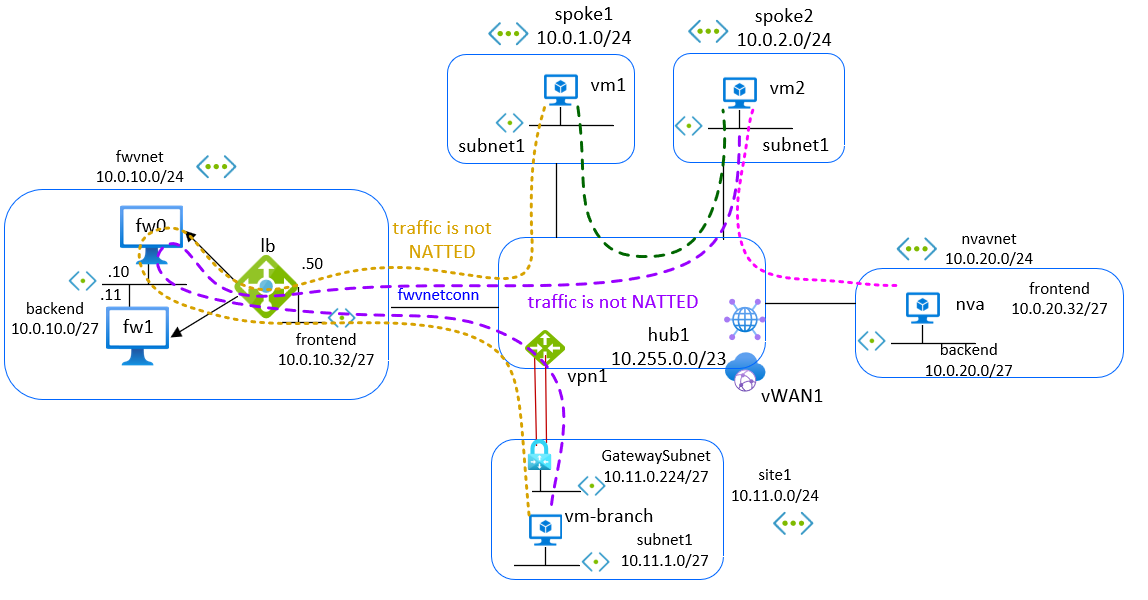 spoke1
10.0.1.0/24
spoke2
10.0.2.0/24
vm1
vm2
subnet1
subnet1
fwvnet
10.0.10.0/24
fw0
lb
.50
.10
.11
backend
10.0.10.0/27
fw1
frontend
10.0.10.32/27
traffic is not
NATTED
fwvnetconn
traffic is not NATTED
hub1
10.255.0.0/23
vpn1
vWAN1
nvavnet
10.0.20.0/24
nva
frontend
10.0.20.32/27
backend
10.0.20.0/27
GatewaySubnet
10.11.0.224/27
site1
10.11.0.0/24
vm-branch
subnet1
10.11.1.0/27